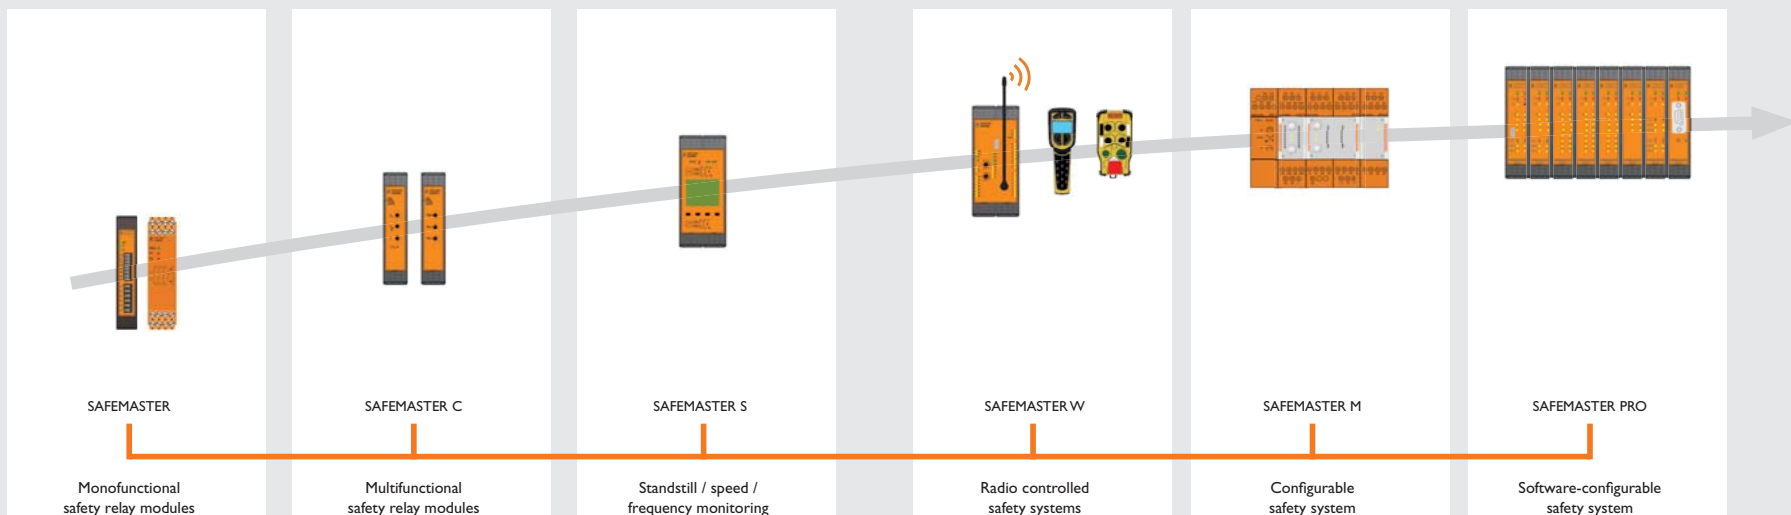 SAFEMASTER
SAFEMASTER C
SAFEMASTER S
SAFEMASTER W
SAFEMASTER M
SAFEMASTER PRO
Monofunctional
safety relay modules
Multifunctional
safety relay modules
Standstill / speed /
frequency monitoring
Radio controlled
safety systems
Configurable
safety system
Software-configurable
safety system